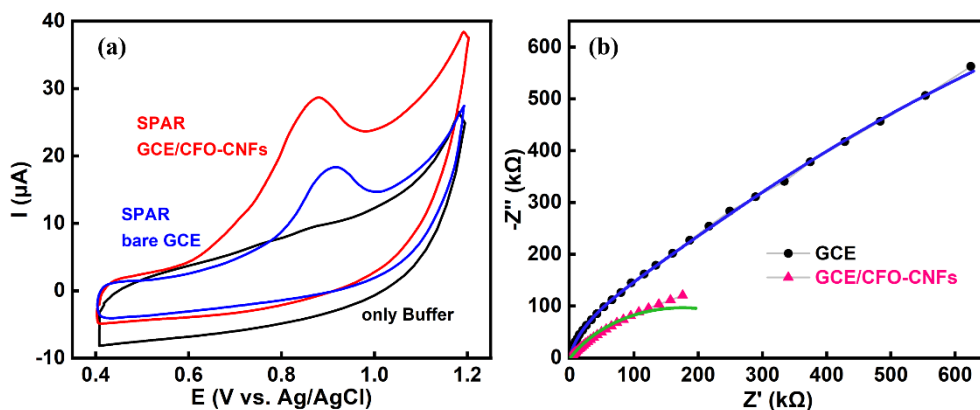 (a)
SPAR
GCE/CFO-CNFs
SPAR
bare GCE
only Buffer
I (µA)
40
30
20
10
0
-10
0.4
0.6
0.8
1.0
1.2
E (V vs. Ag/AgCl)
(b)
GCE
GCE/CFO-CNFs
-Z'' (kΩ)
600
500
400
300
200
100
0
0
100
200
300
400
500
600
Z' (kΩ)